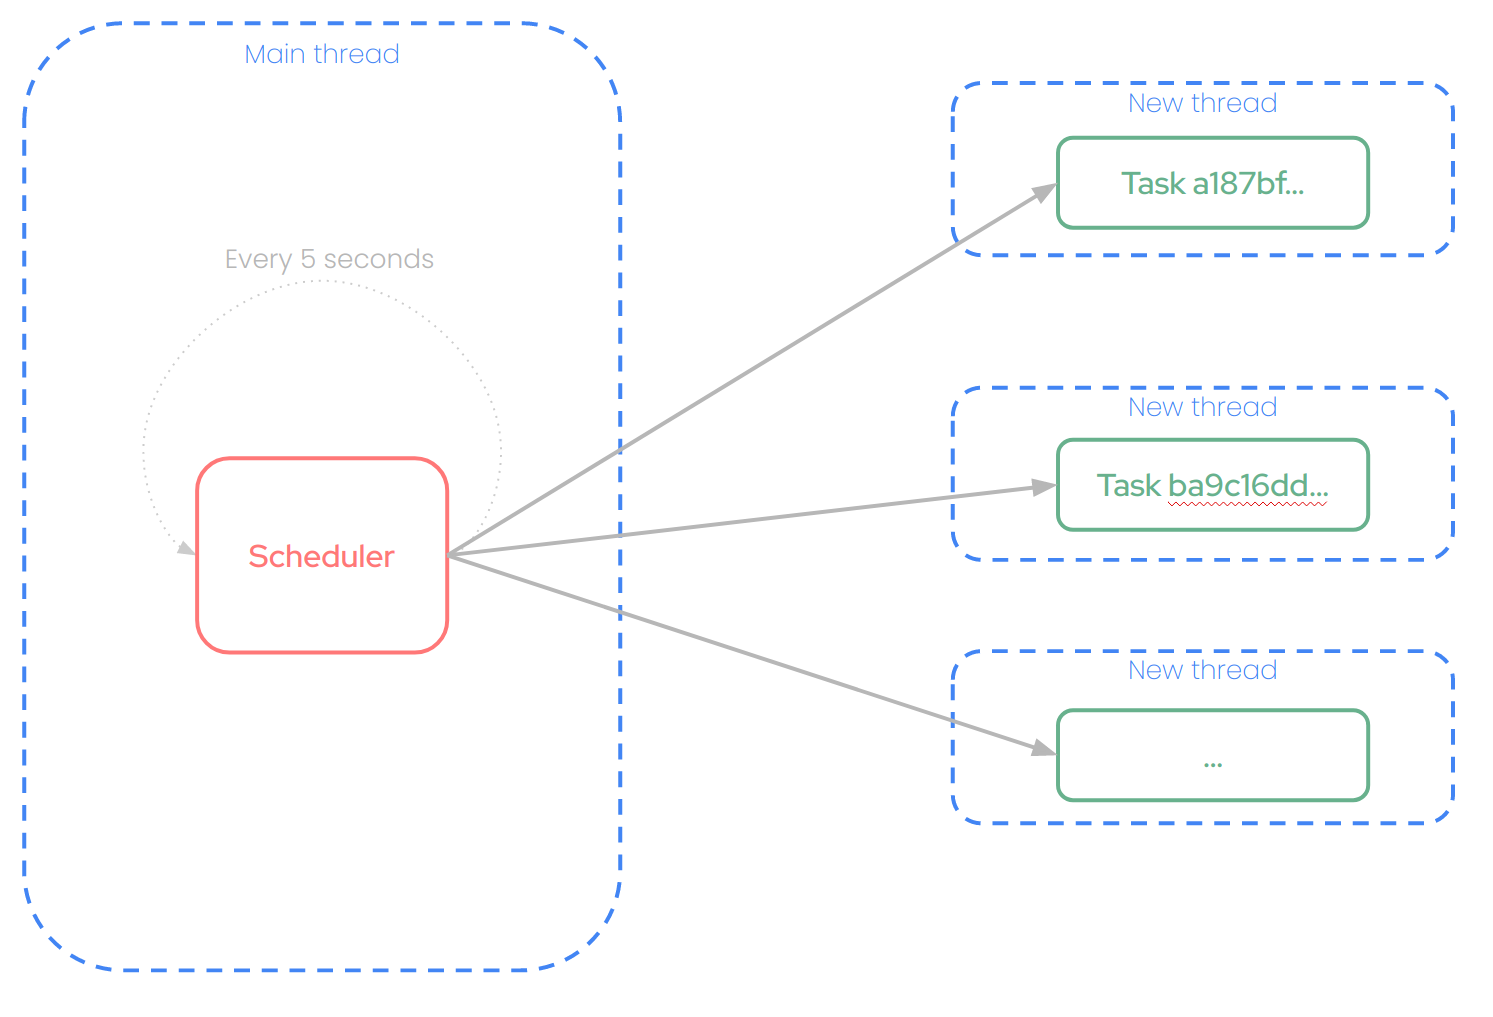 Main thread
Every 5 seconds
Scheduler
New thread
Task a187bf...
New thread
Task ba9c16dd...
New thread
...